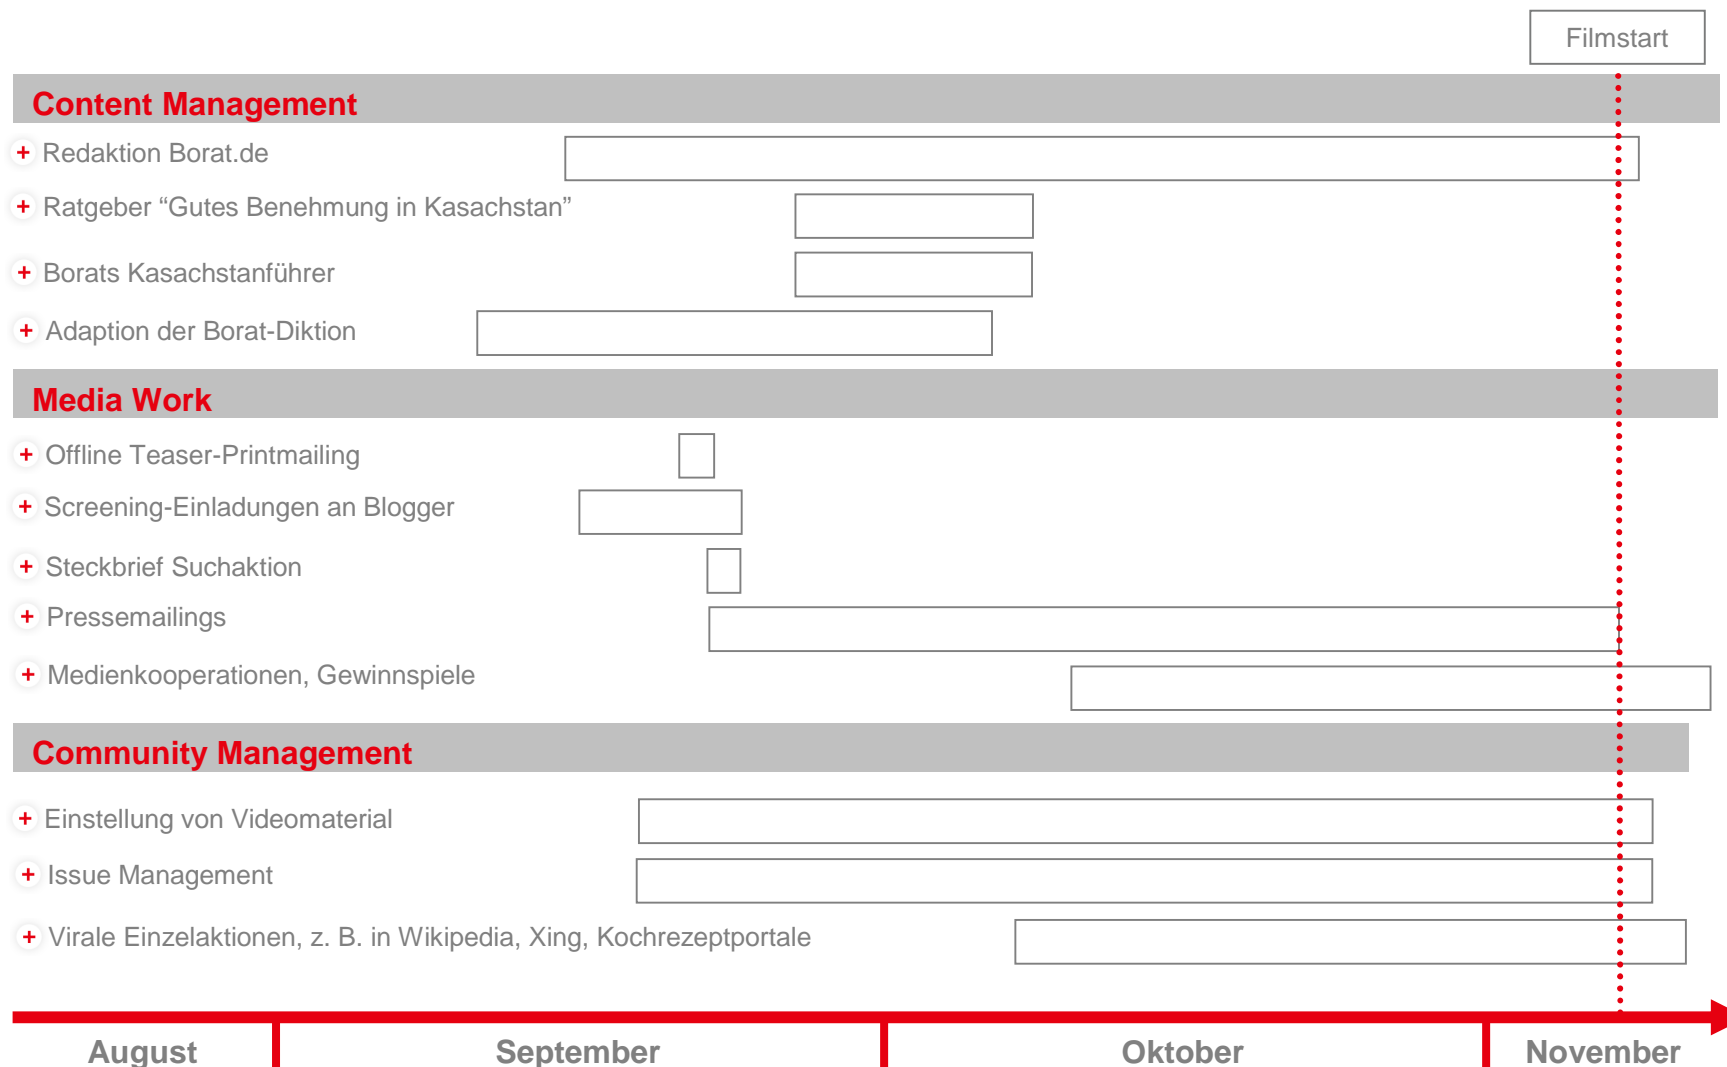 Filmstart
Content Management
+ Redaktion Borat.de
+ Ratgeber “Gutes Benehmung in Kasachstan”
+ Borats Kasachstanführer
+ Adaption der Borat-Diktion
Media Work
+ Offline Teaser-Printmailing
+ Screening-Einladungen an Blogger
+ Steckbrief Suchaktion
+ Pressemailings
+ Medienkooperationen, Gewinnspiele
Community Management
+ Einstellung von Videomaterial
+ Issue Management
+ Virale Einzelaktionen, z. B. in Wikipedia, Xing, Kochrezeptportale
August September Oktober November